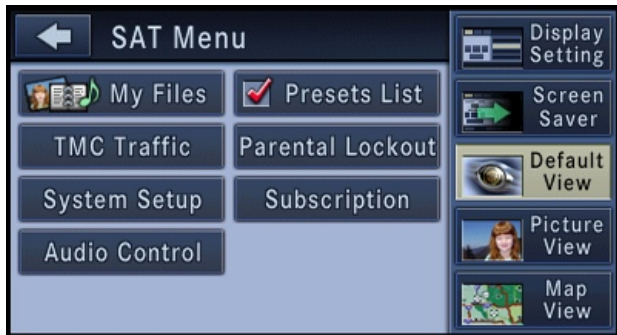 SAT Menu
My Files
Presets List
TMC Traffic
Parental Lockout
System Setup
Subscription
Audio Control
Display
Setting
Screen
Saver
Default
View
Picture
View
Map
View